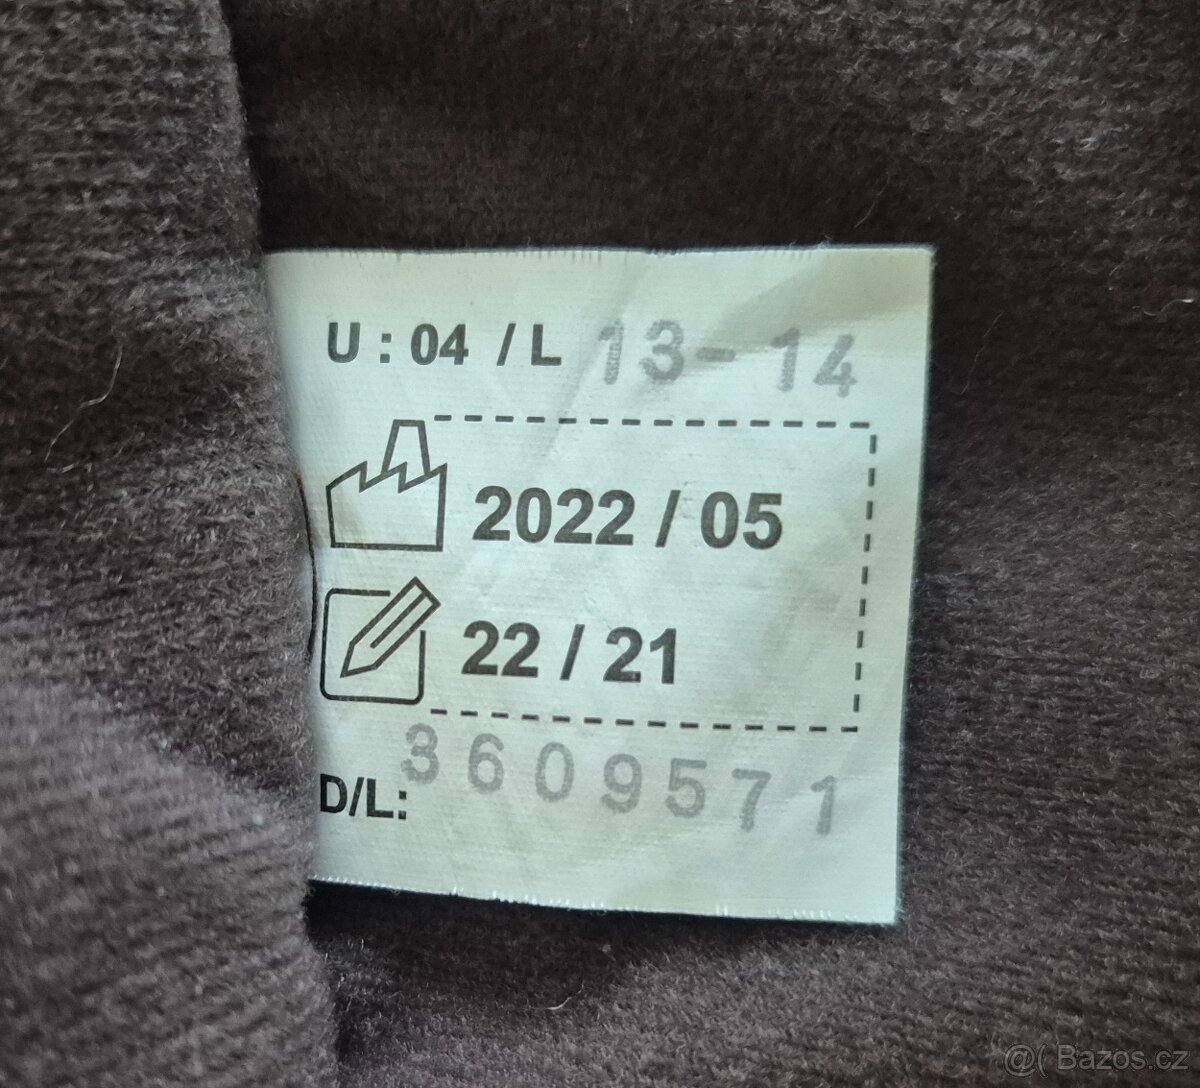 U : 04 / L 13- 14
2022 / 05
22 / 21
D/L: 3609571
@( Bazos.cz